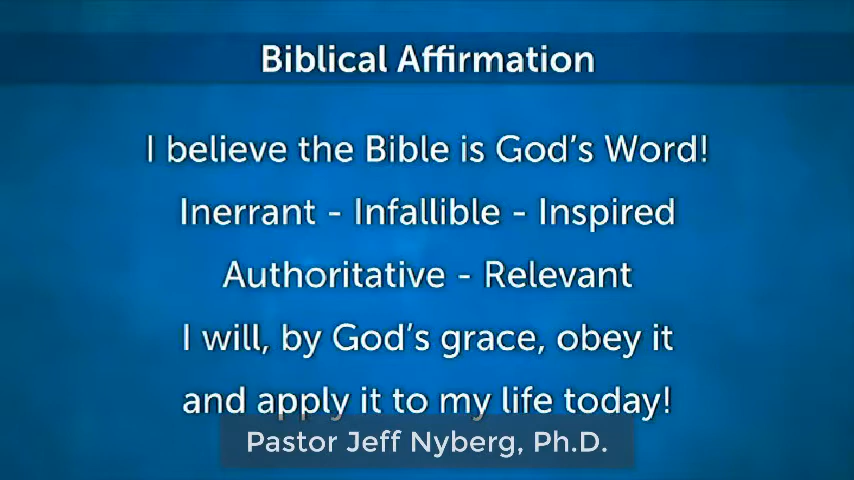 Biblical Affirmation
I believe the Bible is God's Word!
Inerrant - Infallible - Inspired
Authoritative - Relevant
I will, by God's grace, obey it
and apply it to my life today!
Pastor Jeff Nyberg, Ph.D.